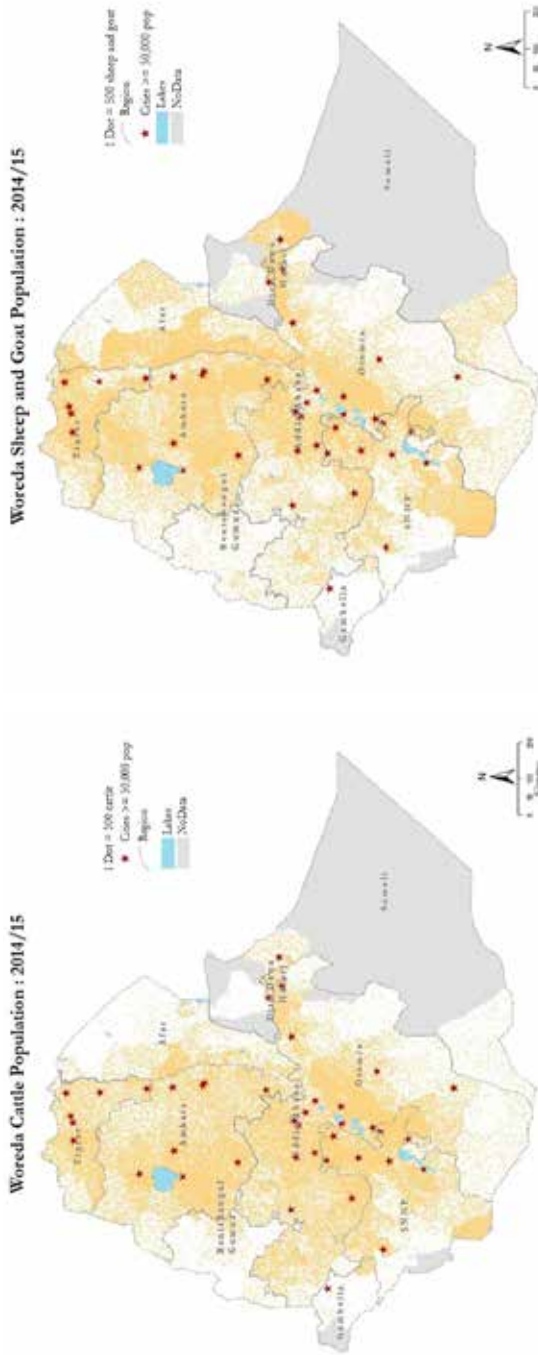 Woreda Cattle Population : 2014/15
1 Dot = 500 cattle
Cities >= 50,000 pop
Region
Lakes
NoData
Tigray
Afar
Amhara
Benishangul
Gumuz
Dire Dawa
Harari
Addis Ababa
Oromia
Somali
Gambella
SNNP
N
Woreda Sheep and Goat Population : 2014/15
1 Dot = 500 sheep and goat
Region
Cities >= 50,000 pop
Lakes
NoData
Tigray
Afar
Amhara
Benishangul
Gumuz
Dire Dawa
Harari
Addis Ababa
Oromia
Somali
Gambella
SNNP
N